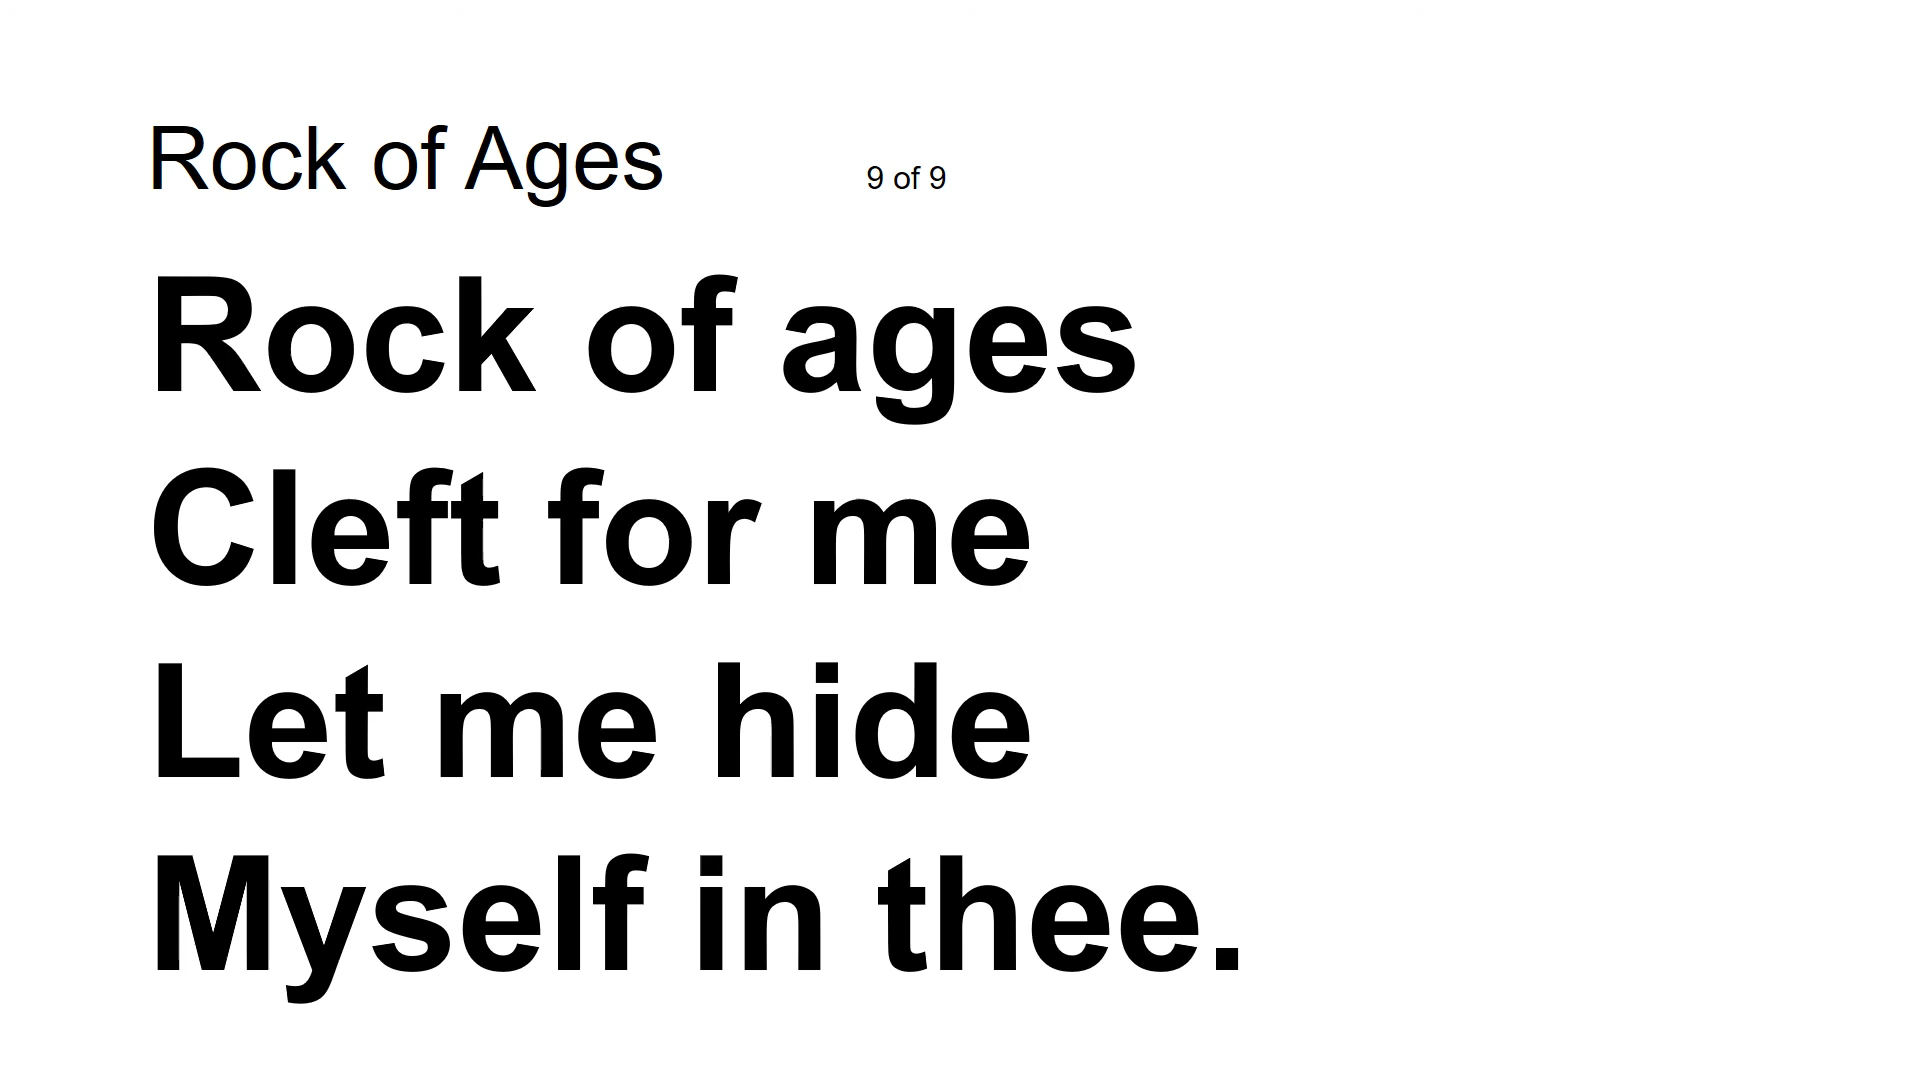 Rock of Ages 9 of 9
Rock of ages
Cleft for me
Let me hide
Myself in thee.